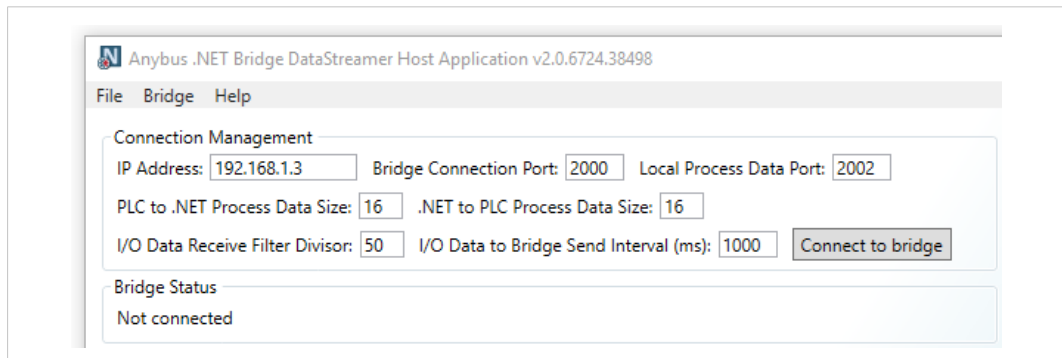 Anybus .NET Bridge DataStreamer Host Application v2.0.6724.38498
File Bridge Help
Connection Management
IP Address: 192.168.1.3 Bridge Connection Port: 2000 Local Process Data Port: 2002
PLC to .NET Process Data Size: 16 .NET to PLC Process Data Size: 16
I/O Data Receive Filter Divisor: 50 I/O Data to Bridge Send Interval (ms): 1000 Connect to bridge
Bridge Status
Not connected